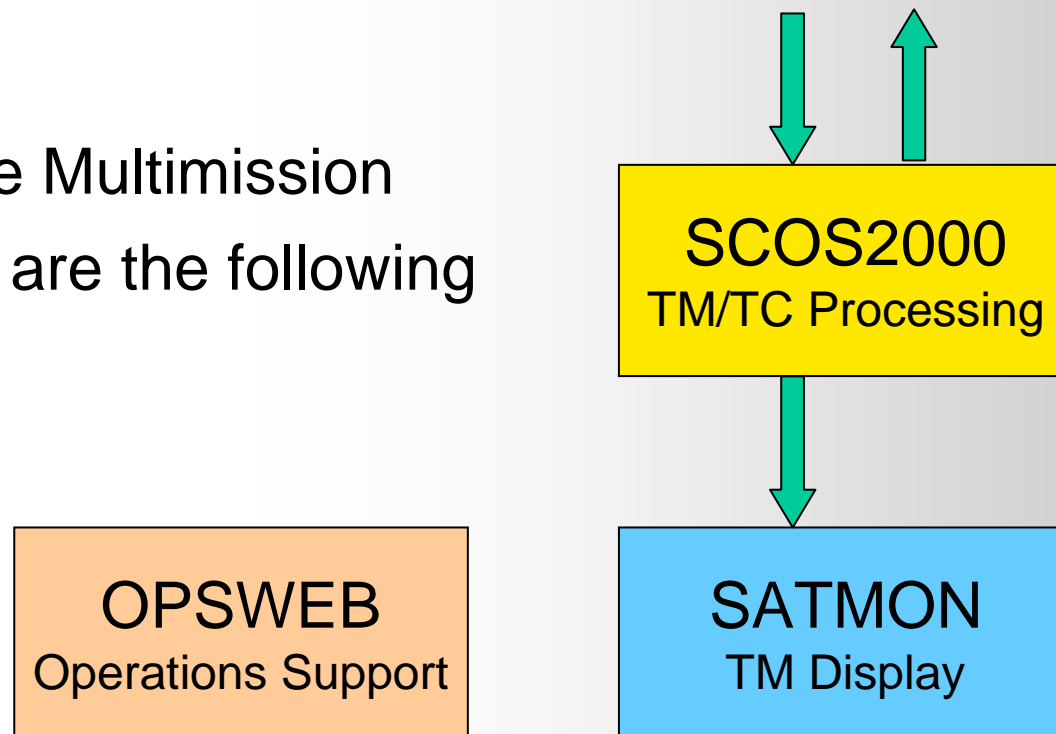 e Multimission
are the following
SCOS2000
TM/TC Processing
OPSWEB
Operations Support
SATMON
TM Display